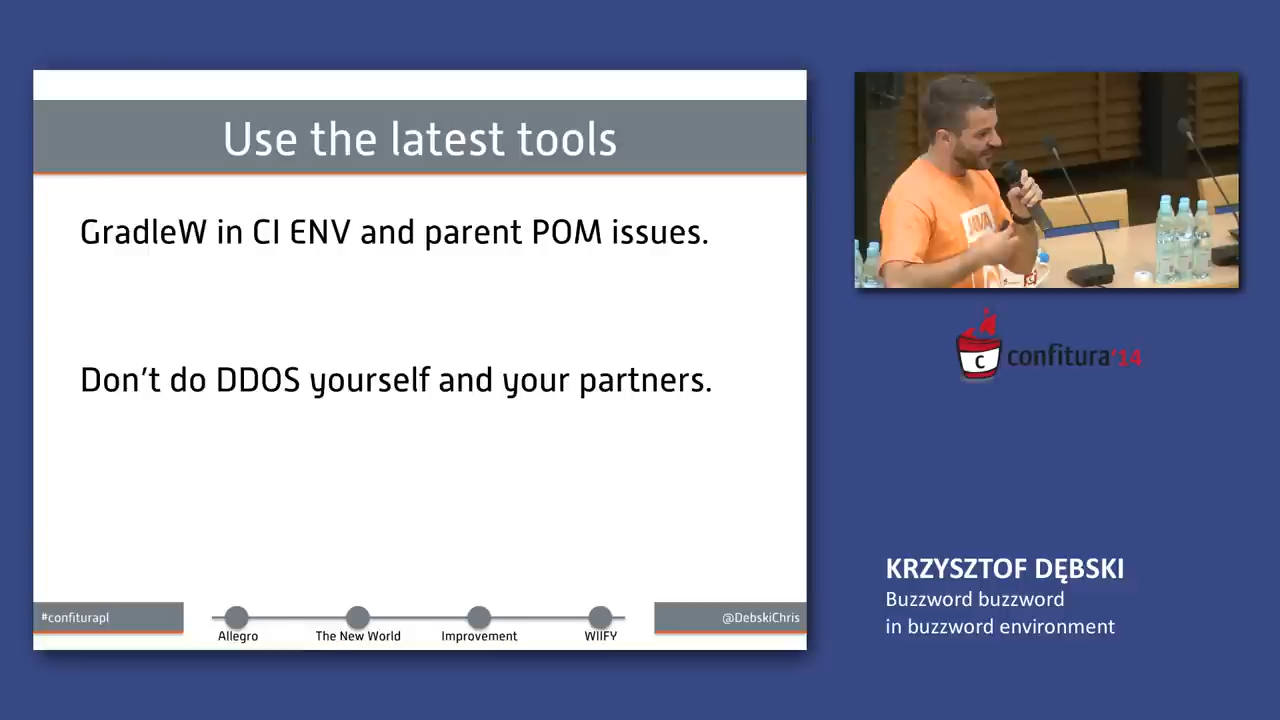 Use the latest tools
GradleW in CI ENV and parent POM issues.
Don't do DDOS yourself and your partners.
#confiturapl
Allegro
The New World
Improvement
WIIFY
@DebskiChris
JAVA
C
confitura'14
KRZYSZTOF DĘBSKI
Buzzword buzzword
in buzzword environment